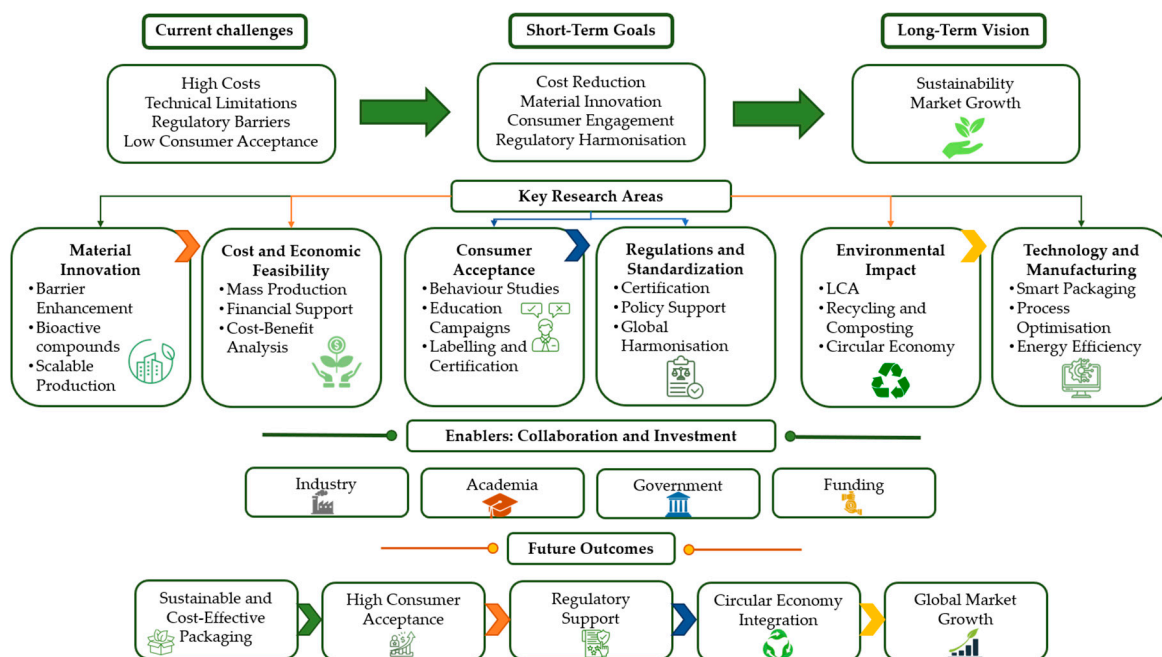 Current challenges
Short-Term Goals
Long-Term Vision
High Costs
Technical Limitations
Regulatory Barriers
Low Consumer Acceptance
Cost Reduction
Material Innovation
Consumer Engagement
Regulatory Harmonisation
Sustainability
Market Growth
Key Research Areas
Material
Innovation
• Barrier
Enhancement
• Bioactive
compounds
• Scalable
Production
Cost and Economic
Feasibility
• Mass Production
• Financial Support
• Cost-Benefit
Analysis
Consumer
Acceptance
• Behaviour Studies
• Education
Campaigns
• Labelling and
Certification
Regulations and
Standardization
• Certification
• Policy Support
• Global
Harmonisation
Environmental
Impact
• LCA
• Recycling and
Composting
• Circular Economy
Technology and
Manufacturing
• Smart Packaging
• Process
Optimisation
• Energy Efficiency
Enablers: Collaboration and Investment
Industry
Academia
Government
Funding
Future Outcomes
Sustainable and
Cost-Effective
Packaging
High Consumer
Acceptance
Regulatory
Support
Circular Economy
Integration
Global Market
Growth